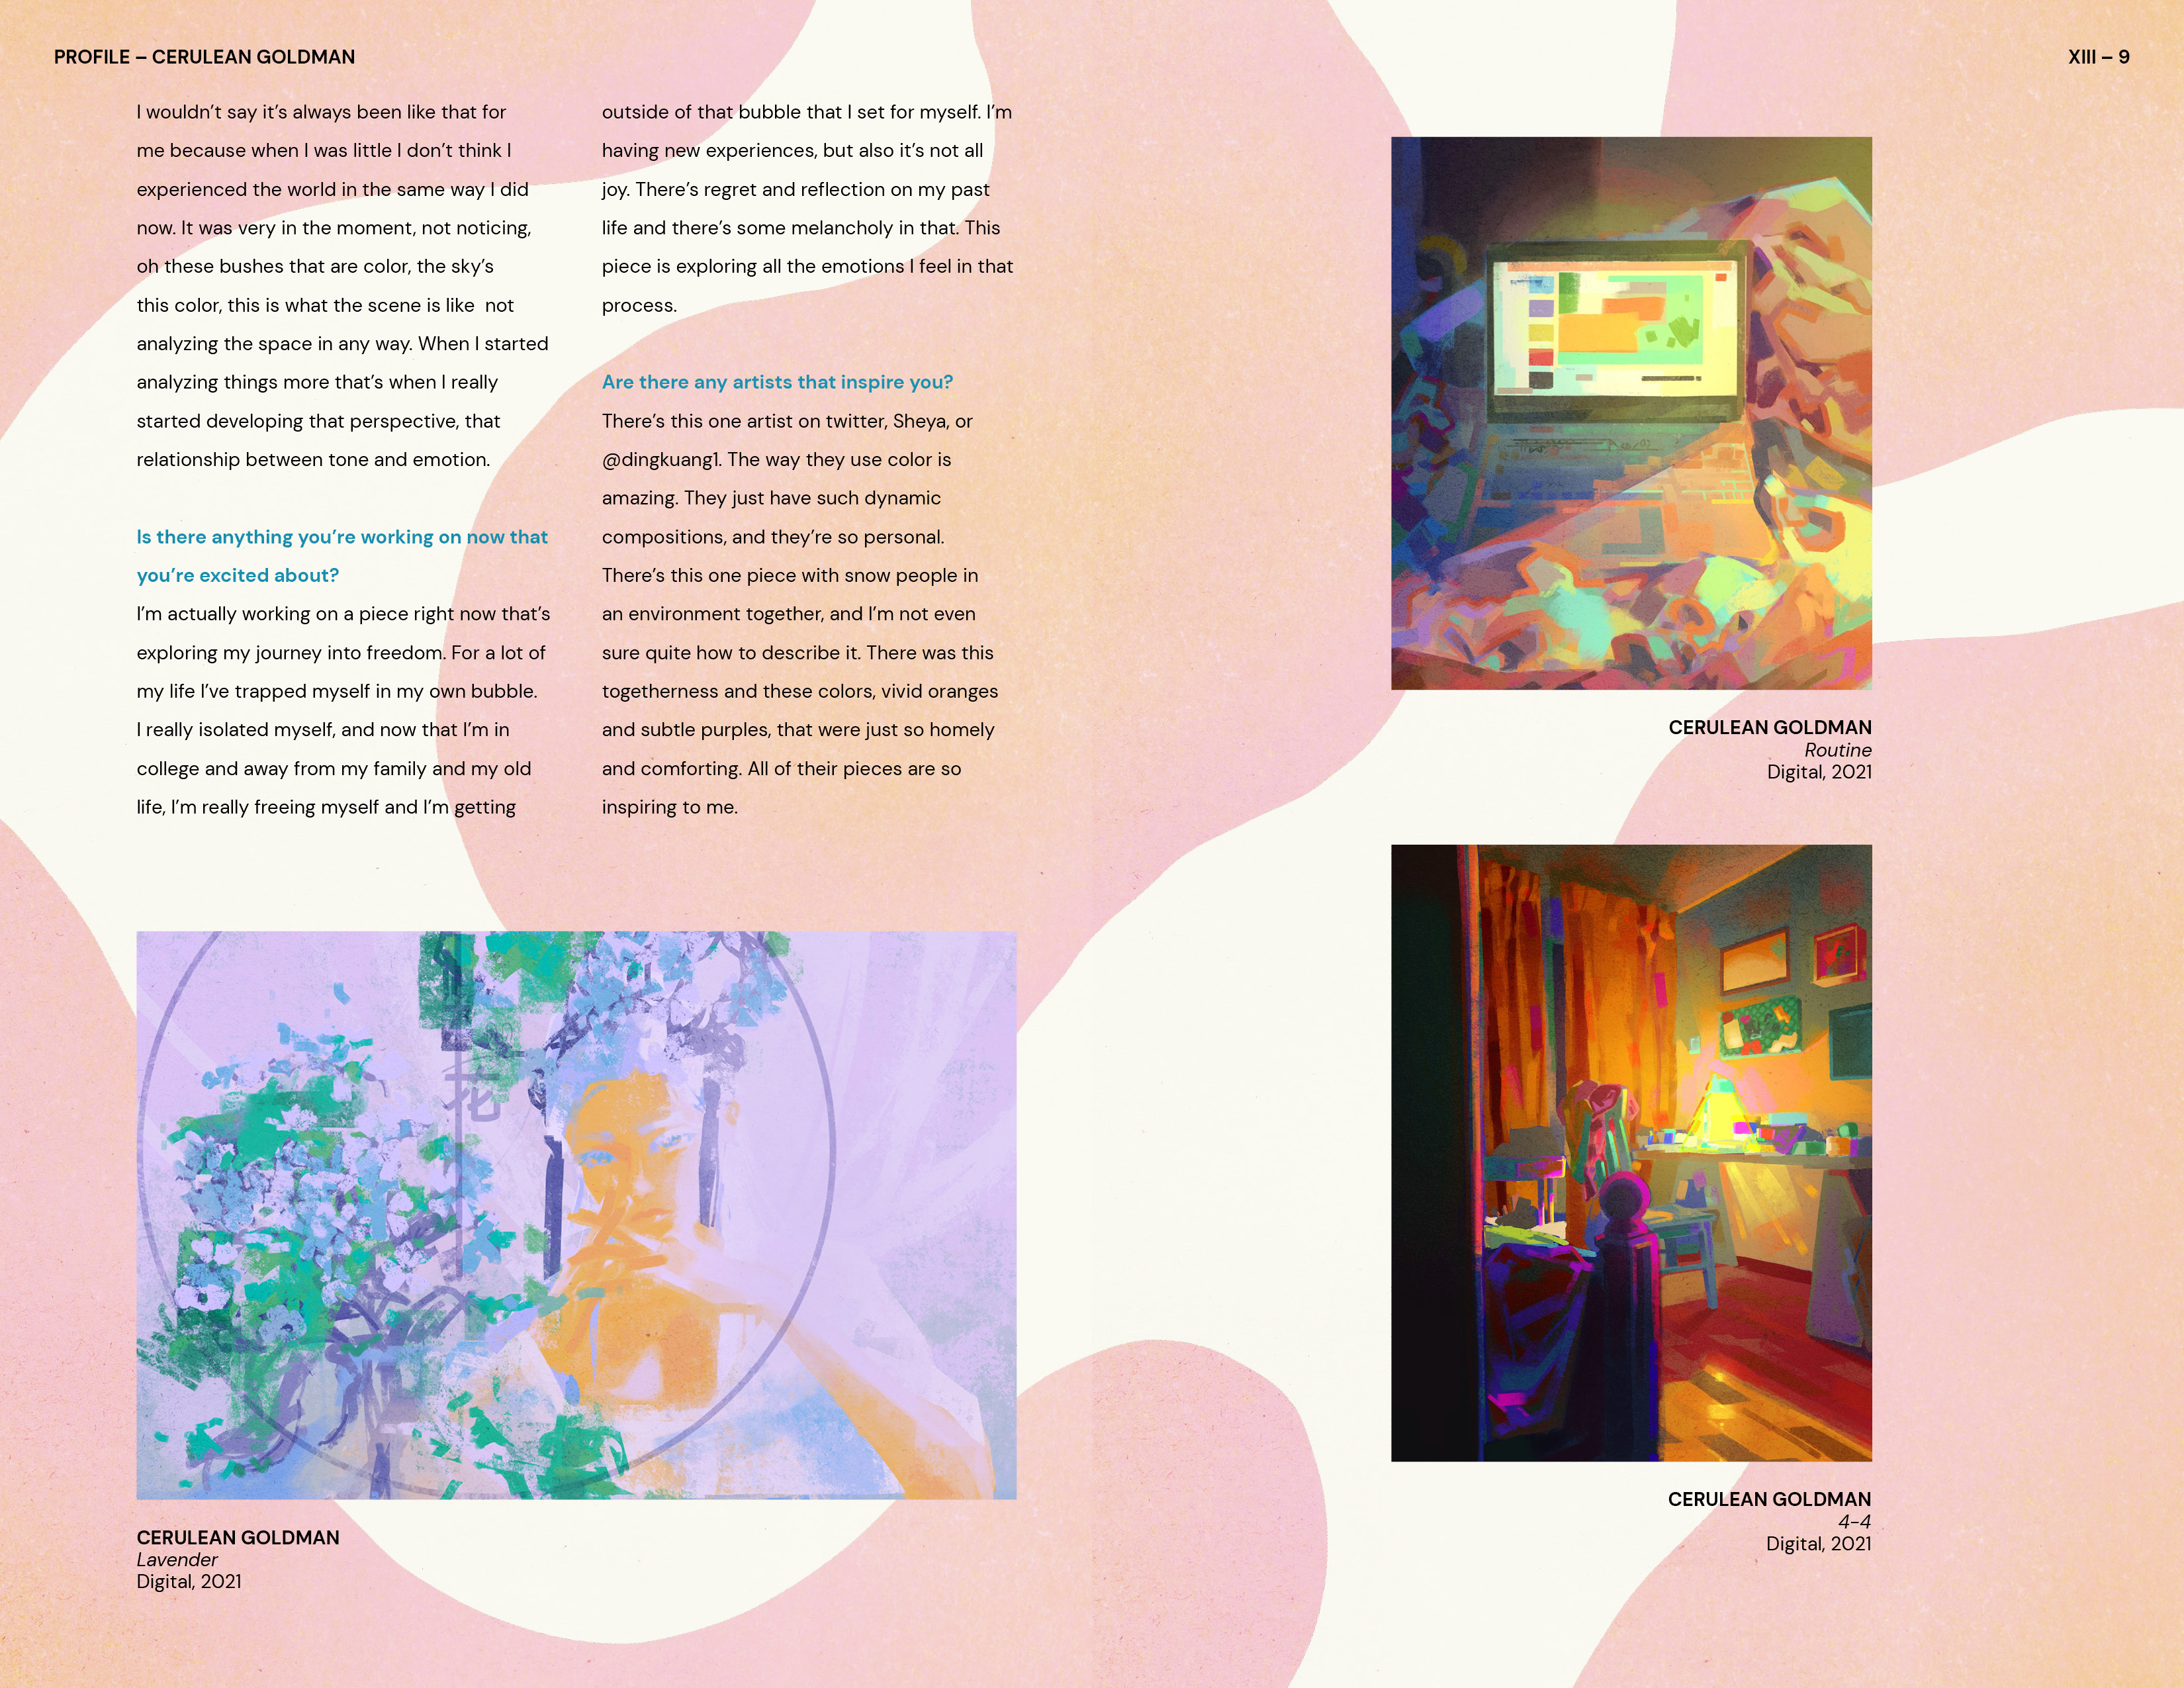 PROFILE – CERULEAN GOLDMAN
XIII – 9
I wouldn’t say it’s always been like that for
me because when I was little I don’t think I
experienced the world in the same way I did
now. It was very in the moment, not noticing,
oh these bushes that are color, the sky’s
this color, this is what the scene is like  not
analyzing the space in any way. When I started
analyzing things more that’s when I really
started developing that perspective, that
relationship between tone and emotion.
Is there anything you’re working on now that
you’re excited about?
I’m actually working on a piece right now that’s
exploring my journey into freedom. For a lot of
my life I’ve trapped myself in my own bubble.
I really isolated myself, and now that I’m in
college and away from my family and my old
life, I’m really freeing myself and I’m getting
outside of that bubble that I set for myself. I’m
having new experiences, but also it’s not all
joy. There’s regret and reflection on my past
life and there’s some melancholy in that. This
piece is exploring all the emotions I feel in that
process.
Are there any artists that inspire you?
There’s this one artist on twitter, Sheya, or
@dingkuang1. The way they use color is
amazing. They just have such dynamic
compositions, and they’re so personal.
There’s this one piece with snow people in
an environment together, and I’m not even
sure quite how to describe it. There was this
togetherness and these colors, vivid oranges
and subtle purples, that were just so homely
and comforting. All of their pieces are so
inspiring to me.
花
CERULEAN GOLDMAN
Lavender
Digital, 2021
CERULEAN GOLDMAN
Routine
Digital, 2021
CERULEAN GOLDMAN
4-4
Digital, 2021